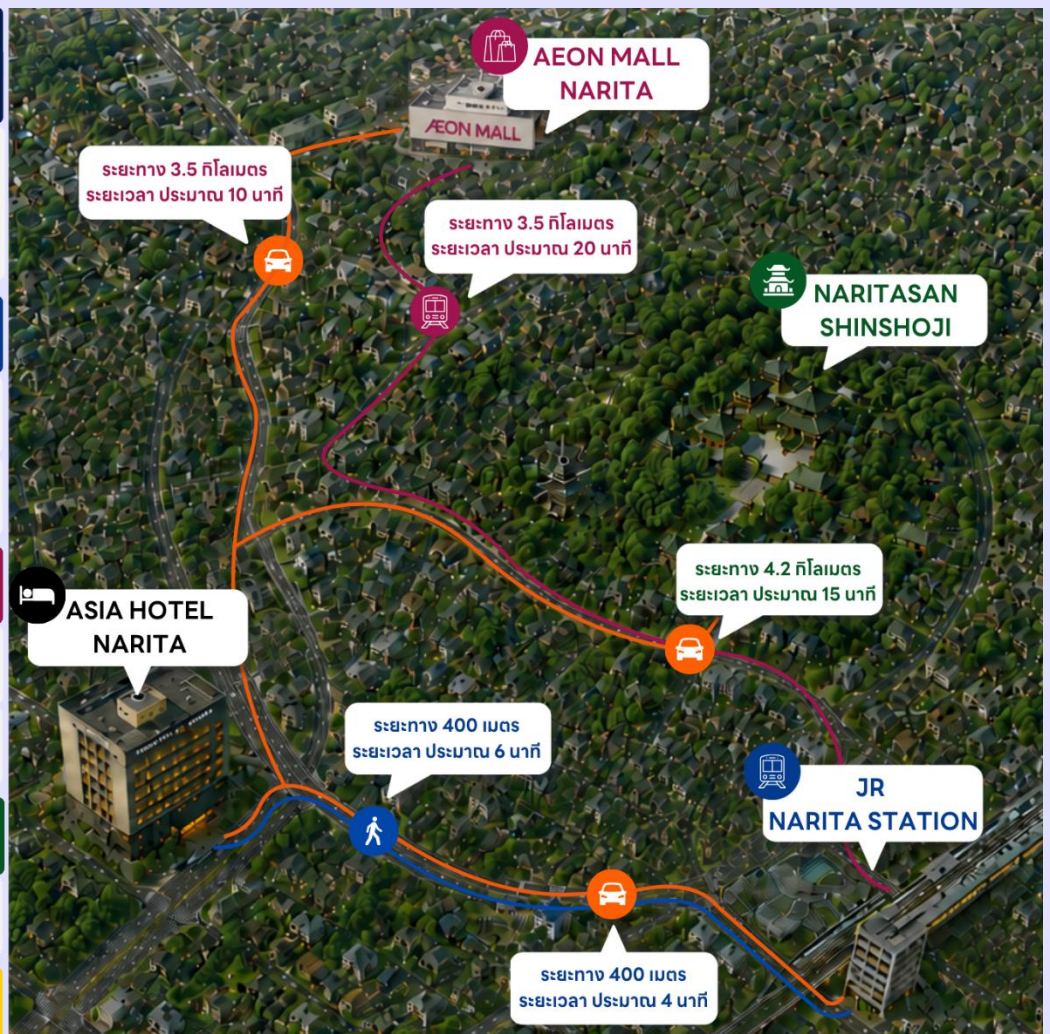 AEON MALL
NARITA
ÆON MALL
ระยะทาง 3.5 กิโลเมตร
ระยะเวลา ประมาณ 10 นาที
ระยะทาง 3.5 กิโลเมตร
ระยะเวลา ประมาณ 20 นาที
NARITASAN
SHINSHOJI
ระยะทาง 4.2 กิโลเมตร
ระยะเวลา ประมาณ 15 นาที
ASIA HOTEL
NARITA
ระยะทาง 400 เมตร
ระยะเวลา ประมาณ 6 นาที
JR
NARITA STATION
ระยะทาง 400 เมตร
ระยะเวลา ประมาณ 4 นาที